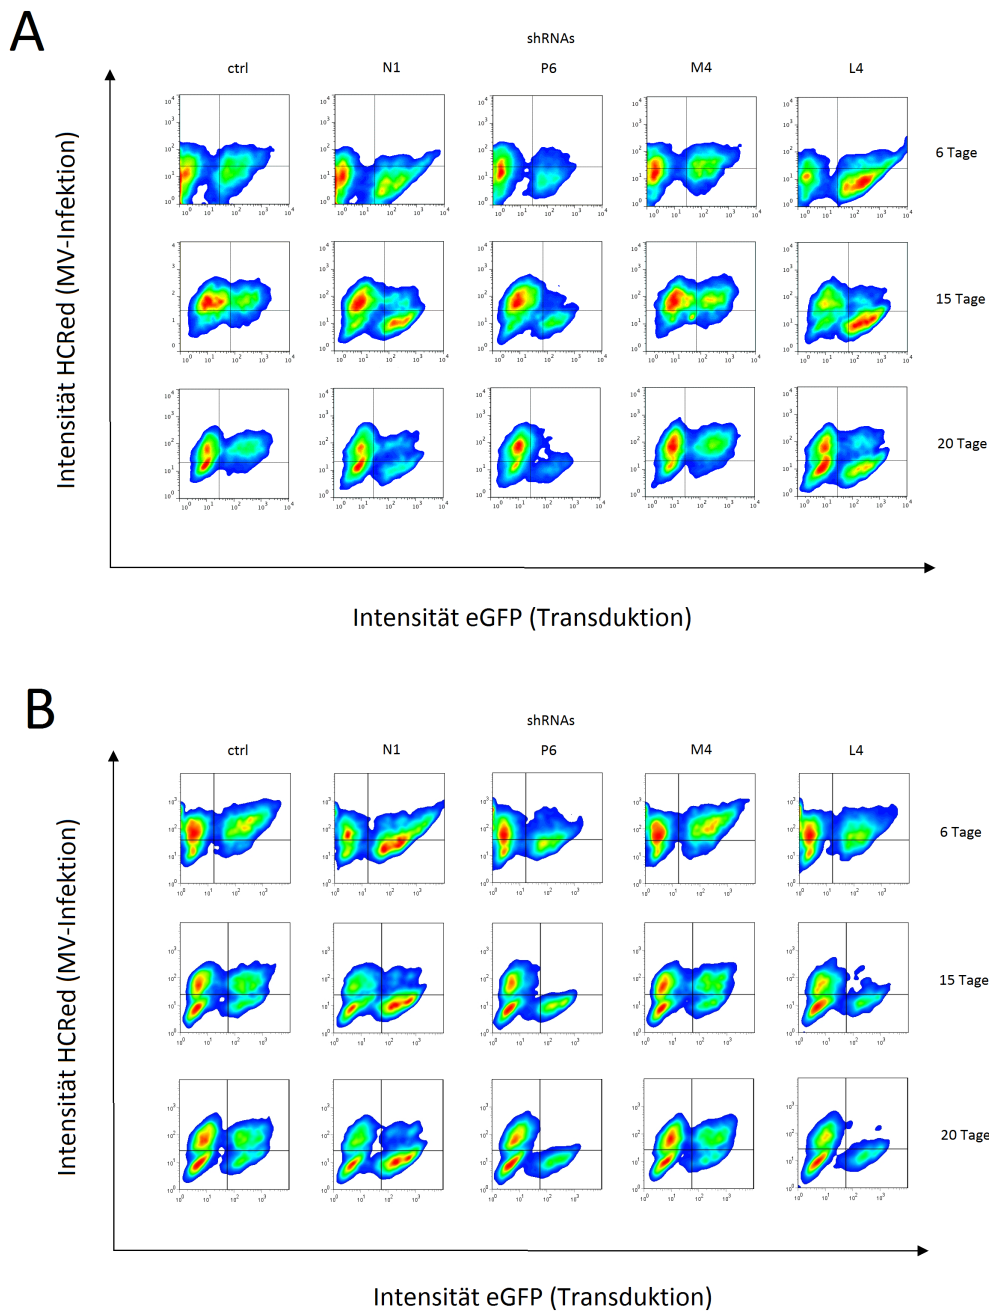 A
shRNAs
ctrl N1 P6 M4 L4
6 Tage
15 Tage
20 Tage
Intensität HCRed (MV-Infektion)
Intensität eGFP (Transduktion)
B
shRNAs
ctrl N1 P6 M4 L4
6 Tage
15 Tage
20 Tage
Intensität HCRed (MV-Infektion)
Intensität eGFP (Transduktion)